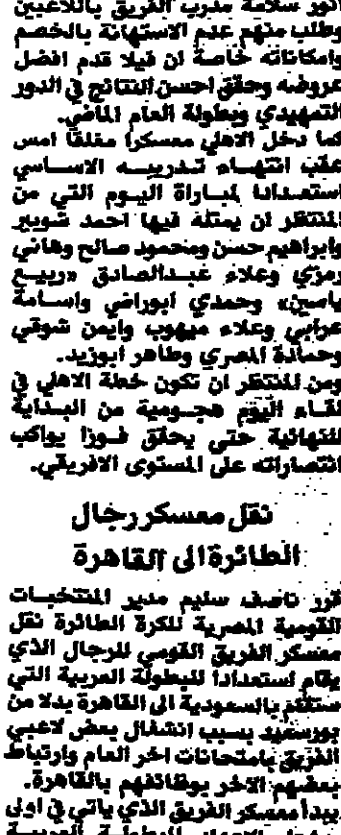 انور سلامة مدرب الفريق باللاعبين
وطلب منهم عدم الاستهانة بالخصم
وامكاناته خاصة ان فيلا قدم افضل
عروضه وحقق احسن النتائج في الدور
التمهيدي وبطولة العام الماضي.
كما دخل الاهلي معسكرا مغلقا امس
عقب انتهاء تدريبه الاساسي
استعدادا لمباراة اليوم التي من
المنتظر ان يمثله فيها احمد شوبير
وابراهيم حسن ومحمود صالح وهاني
رمزي وعلاء عبدالصادق «ربيع
ياسين» وحمدي ابوراضي واسامة
عرابي وعلاء ميهوب وايمن شوقي
وحمادة المصري وطاهر ابوزيد.
ومن المنتظر ان تكون خطة الاهلي في
لقاء اليوم هجومية من البداية
للنهاية حتى يحقق فوزا يواكب
انتصاراته على المستوى الافريقي.
نقل معسكر رجال
الطائرة الى القاهرة
قرر ناصف سليم مدير المنتخبات
القومية المصرية للكرة الطائرة نقل
معسكر الفريق القومي للرجال الذي
يقام استعدادا للبطولة العربية التي
ستقام بالسعودية الى القاهرة بدلا من
بورسعيد بسبب انشغال بعض لاعبي
الفريق بامتحانات اخر العام وارتباط
بعضهم الاخر بوظائفهم بالقاهرة.
يبدأ معسكر الفريق الذي ياتي في اولى
البطولة العربية